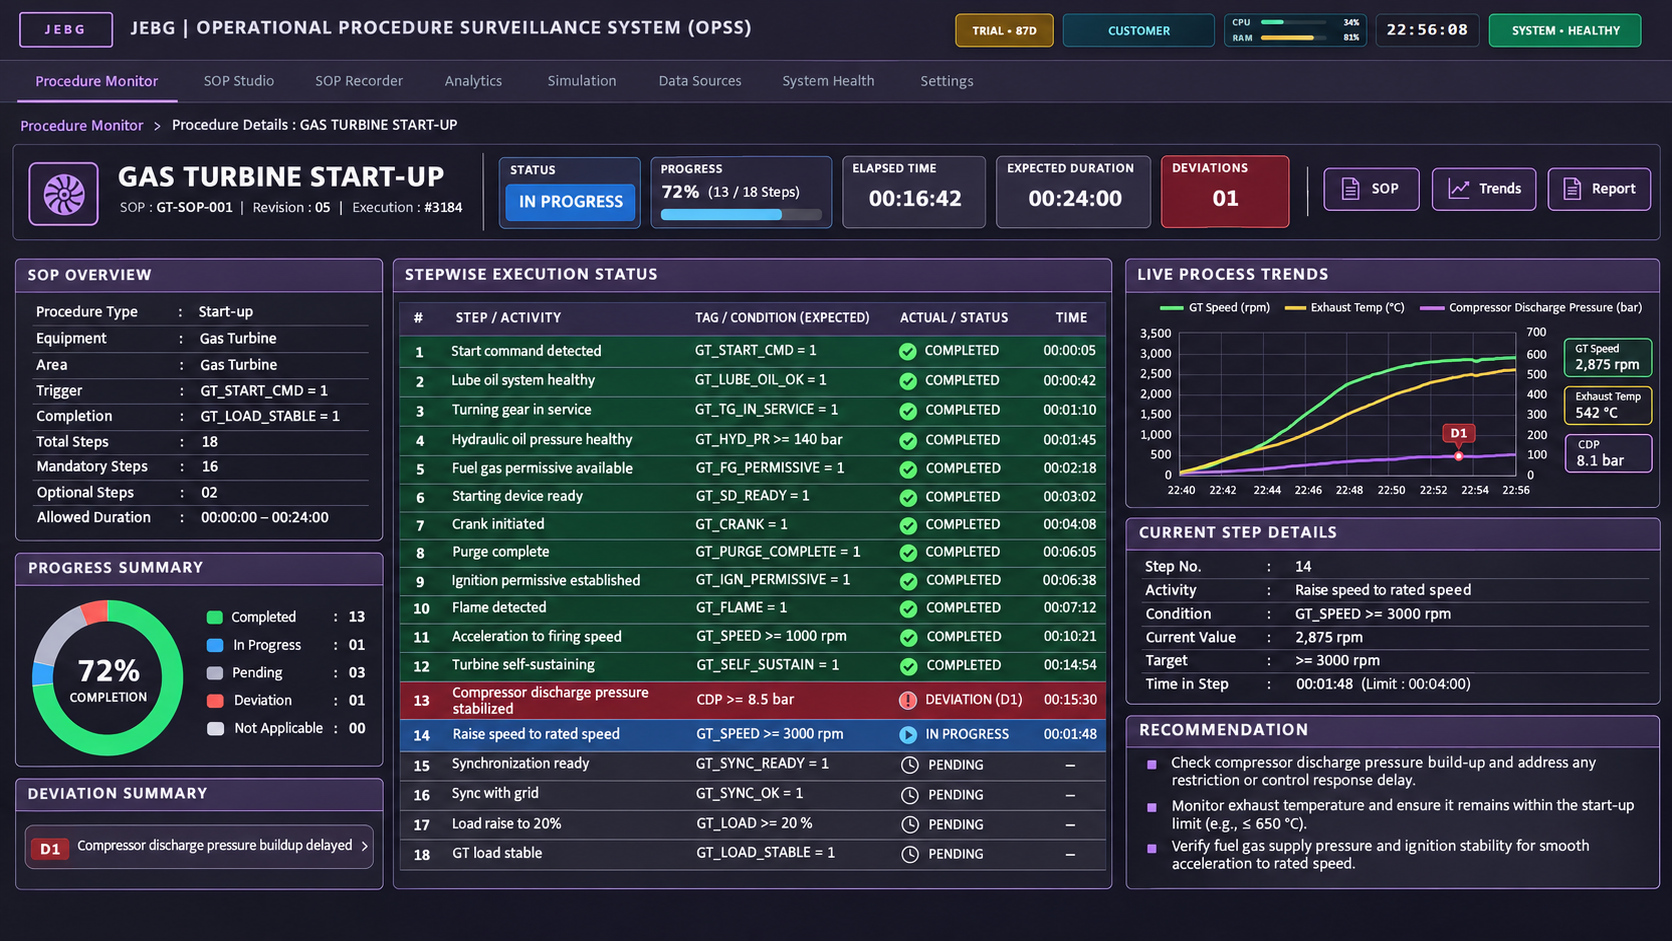 JEBG
JEBG | OPERATIONAL PROCEDURE SURVEILLANCE SYSTEM (OPSS)
TRIAL • 87D
CUSTOMER
CPU 34%
RAM 81%
22:56:08
SYSTEM • HEALTHY
Procedure Monitor
SOP Studio
SOP Recorder
Analytics
Simulation
Data Sources
System Health
Settings
Procedure Monitor > Procedure Details : GAS TURBINE START-UP
GAS TURBINE START-UP
SOP : GT-SOP-001 | Revision : 05 | Execution : #3184
STATUS
IN PROGRESS
PROGRESS
72% (13 / 18 Steps)
ELAPSED TIME
00:16:42
EXPECTED DURATION
00:24:00
DEVIATIONS
01
SOP
Trends
Report
SOP OVERVIEW
Procedure Type : Start-up
Equipment : Gas Turbine
Area : Gas Turbine
Trigger : GT_START_CMD = 1
Completion : GT_LOAD_STABLE = 1
Total Steps : 18
Mandatory Steps : 16
Optional Steps : 02
Allowed Duration : 00:00:00 – 00:24:00
PROGRESS SUMMARY
72%
COMPLETION
Completed : 13
In Progress : 01
Pending : 03
Deviation : 01
Not Applicable : 00
DEVIATION SUMMARY
D1 Compressor discharge pressure buildup delayed >
STEPWISE EXECUTION STATUS
# STEP / ACTIVITY TAG / CONDITION (EXPECTED) ACTUAL / STATUS TIME
1 Start command detected GT_START_CMD = 1 COMPLETED 00:00:05
2 Lube oil system healthy GT_LUBE_OIL_OK = 1 COMPLETED 00:00:42
3 Turning gear in service GT_TG_IN_SERVICE = 1 COMPLETED 00:01:10
4 Hydraulic oil pressure healthy GT_HYD_PR >= 140 bar COMPLETED 00:01:45
5 Fuel gas permissive available GT_FG_PERMISSIVE = 1 COMPLETED 00:02:18
6 Starting device ready GT_SD_READY = 1 COMPLETED 00:03:02
7 Crank initiated GT_CRANK = 1 COMPLETED 00:04:08
8 Purge complete GT_PURGE_COMPLETE = 1 COMPLETED 00:06:05
9 Ignition permissive established GT_IGN_PERMISSIVE = 1 COMPLETED 00:06:38
10 Flame detected GT_FLAME = 1 COMPLETED 00:07:12
11 Acceleration to firing speed GT_SPEED >= 1000 rpm COMPLETED 00:10:21
12 Turbine self-sustaining GT_SELF_SUSTAIN = 1 COMPLETED 00:14:54
13 Compressor discharge pressure stabilized CDP >= 8.5 bar DEVIATION (D1) 00:15:30
14 Raise speed to rated speed GT_SPEED >= 3000 rpm IN PROGRESS 00:01:48
15 Synchronization ready GT_SYNC_READY = 1 PENDING –
16 Sync with grid GT_SYNC_OK = 1 PENDING –
17 Load raise to 20% GT_LOAD >= 20 % PENDING –
18 GT load stable GT_LOAD_STABLE = 1 PENDING –
LIVE PROCESS TRENDS
GT Speed (rpm) Exhaust Temp (°C) Compressor Discharge Pressure (bar)
3,500
3,000
2,500
2,000
1,500
1,000
500
0
D1
700
600
500
400
300
200
100
0
22:40 22:42 22:44 22:46 22:48 22:50 22:52 22:54 22:56
GT Speed
2,875 rpm
Exhaust Temp
542 °C
CDP
8.1 bar
CURRENT STEP DETAILS
Step No. : 14
Activity : Raise speed to rated speed
Condition : GT_SPEED >= 3000 rpm
Current Value : 2,875 rpm
Target : >= 3000 rpm
Time in Step : 00:01:48 (Limit : 00:04:00)
RECOMMENDATION
Check compressor discharge pressure build-up and address any
restriction or control response delay.
Monitor exhaust temperature and ensure it remains within the start-up
limit (e.g., ≤ 650 °C).
Verify fuel gas supply pressure and ignition stability for smooth
acceleration to rated speed.